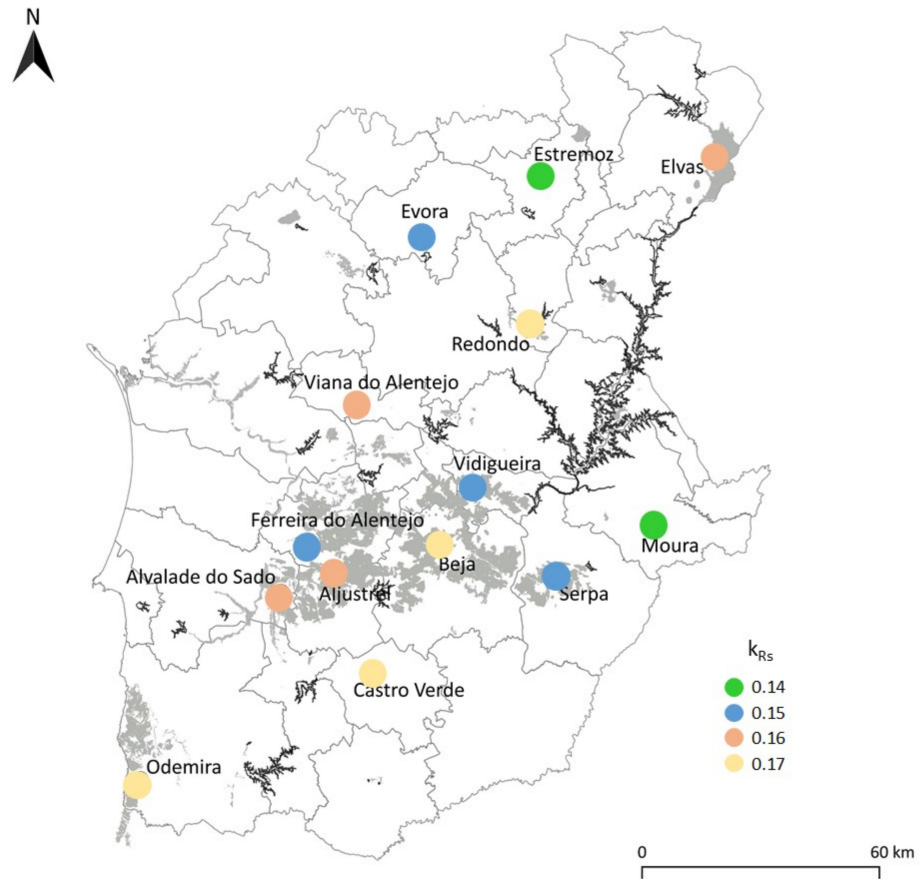 N
Estremoz
Elvas
Evora
Redondo
Viana do Alentejo
Vidigueira
Ferreira do Alentejo
Moura
Beja
Alvalade do Sado
Aljustrel
Serpa
Castro Verde
Odemira
kRs
0.14
0.15
0.16
0.17
0 60 km